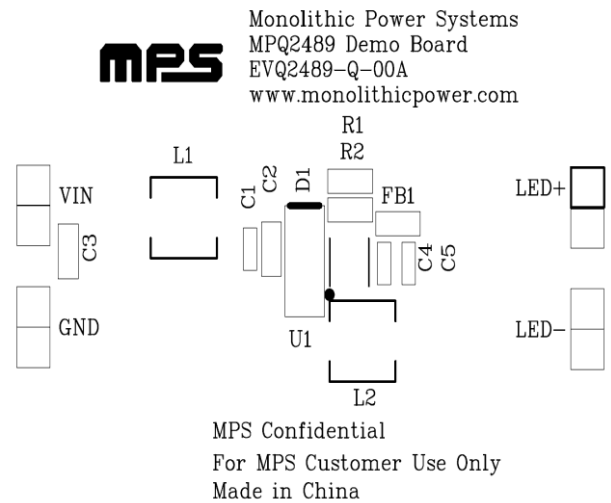 mps
Monolithic Power Systems
MPQ2489 Demo Board
EVQ2489-Q-00A
www.monolithicpower.com
R1
R2
L1
D1
C1
C2
FB1
VIN
LED+
C3
C4
C5
GND
U1
LED-
L2
MPS Confidential
For MPS Customer Use Only
Made in China